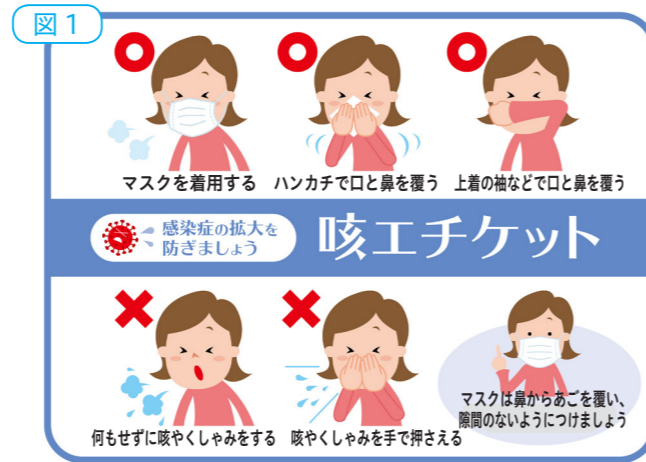 図1
マスクを着用する
ハンカチで口と鼻を覆う
上着の袖などで口と鼻を覆う
感染症の拡大を
防ぎましょう
咳エチケット
何もせずに咳やくしゃみをする
咳やくしゃみを手で押さえる
マスクは鼻からあごを覆い、
隙間のないようにつけましょう